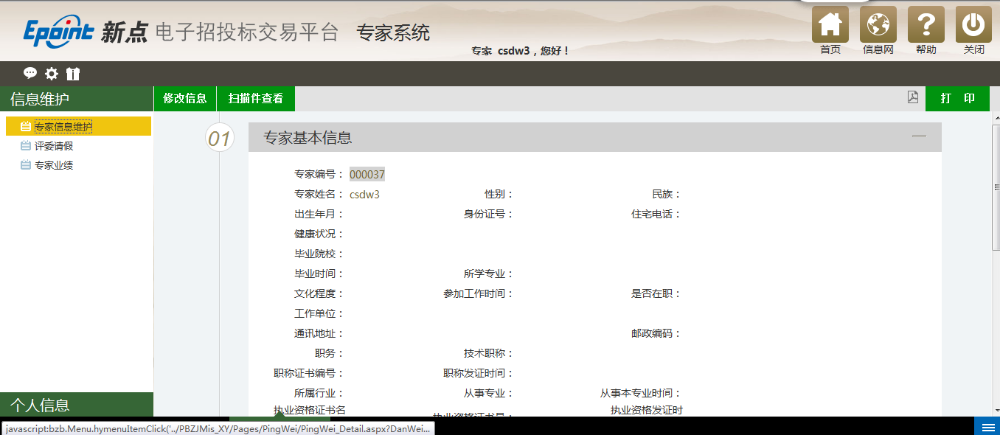 Epoint 新点 电子招投标交易平台 专家系统
专家 csdw3，您好！
首页 信息网 帮助 关闭
信息维护
修改信息 扫描件查看 打 印
专家信息维护
评委请假
专家业绩
个人信息
01 专家基本信息
专家编号： 000037
专家姓名： csdw3 性别： 民族：
出生年月： 身份证号： 住宅电话：
健康状况：
毕业院校：
毕业时间： 所学专业：
文化程度： 参加工作时间： 是否在职：
工作单位：
通讯地址： 邮政编码：
职务： 技术职称：
职称证书编号： 职称发证时间：
所属行业： 从事专业： 从事本专业时间：
执业资格证书名 执业资格证书号： 执业资格发证时
javascript:bzb.Menu.hymenuItemClick('../PBZJMis_XY/Pages/PingWei/PingWei_Detail.aspx?DanWei...